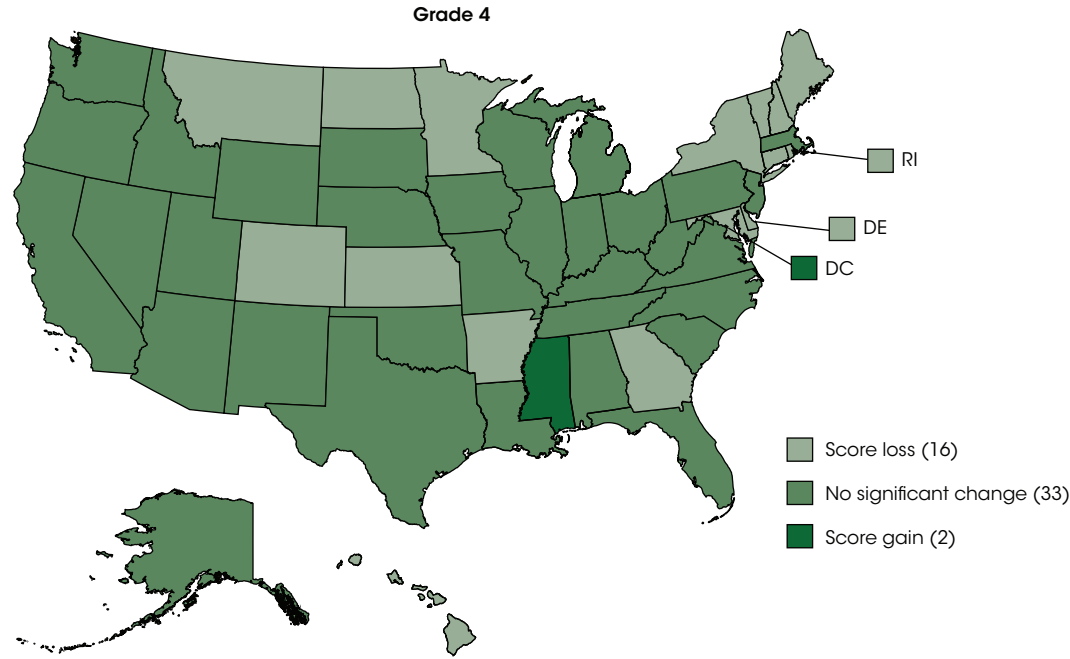 Grade 4
RI
DE
DC
Score loss (16)
No significant change (33)
Score gain (2)